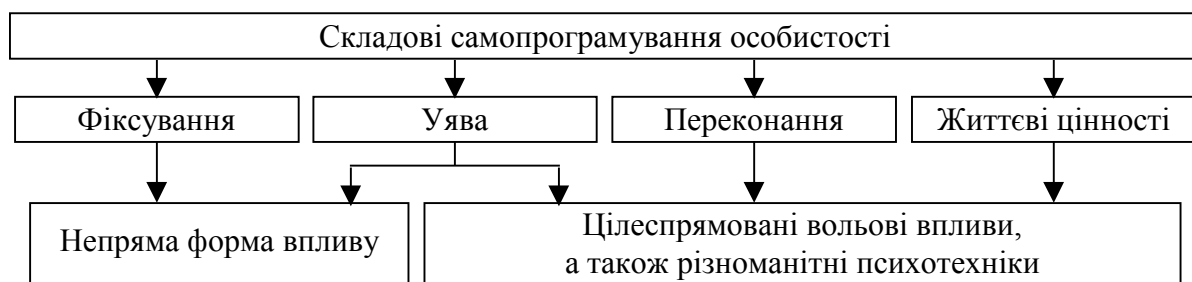 Складові самопрограмування особистості
Фіксування
Уява
Переконання
Життєві цінності
Непряма форма впливу
Цілеспрямовані вольові впливи,
а також різноманітні психотехніки